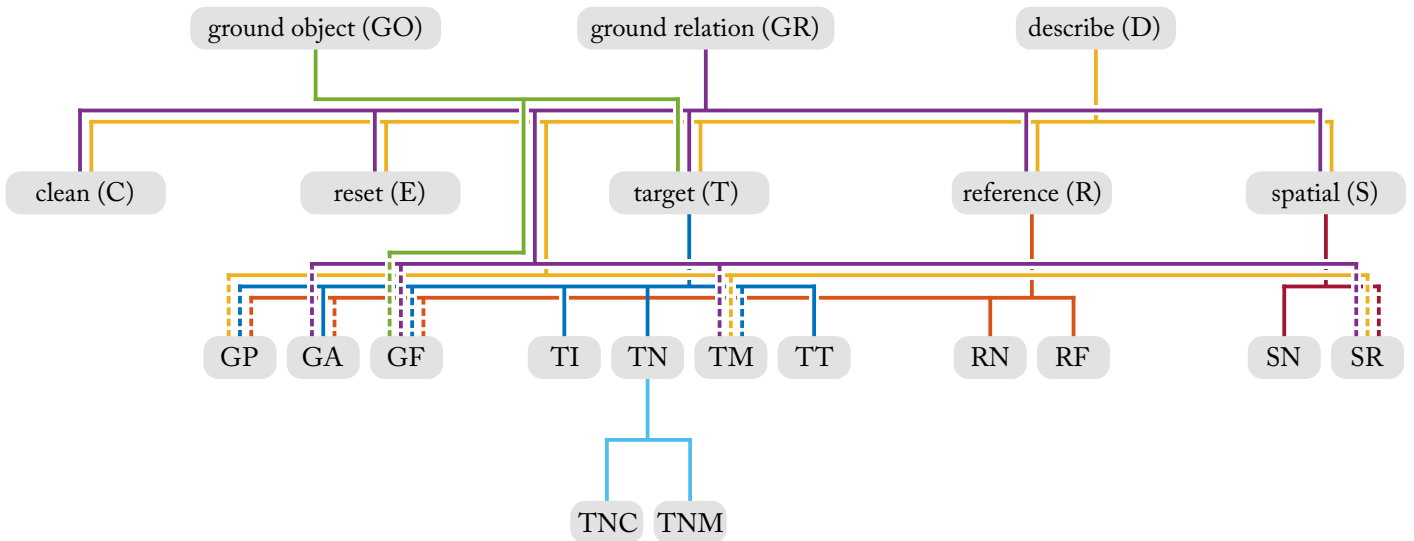 ground object (GO) ground relation (GR) describe (D)
clean (C) reset (E) target (T) reference (R) spatial (S)
GP GA GF TI TN TM TT RN RF SN SR
TNC TNM